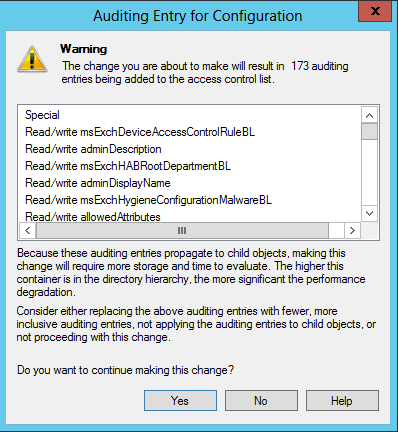 Auditing Entry for Configuration
x
Warning
The change you are about to make will result in 173 auditing
entries being added to the access control list.
Special
Read/write msExchDeviceAccessControlRuleBL
Read/write adminDescription
Read/write msExchHABRootDepartmentBL
Read/write adminDisplayName
Read/write msExchHygieneConfigurationMalwareBL
Read/write allowedAttributes
Because these auditing entries propagate to child objects, making this
change will require more storage and time to evaluate. The higher this
container is in the directory hierarchy, the more significant the performance
degradation.
Consider either replacing the above auditing entries with fewer, more
inclusive auditing entries, not applying the auditing entries to child objects, or
not proceeding with this change.
Do you want to continue making this change?
Yes No Help